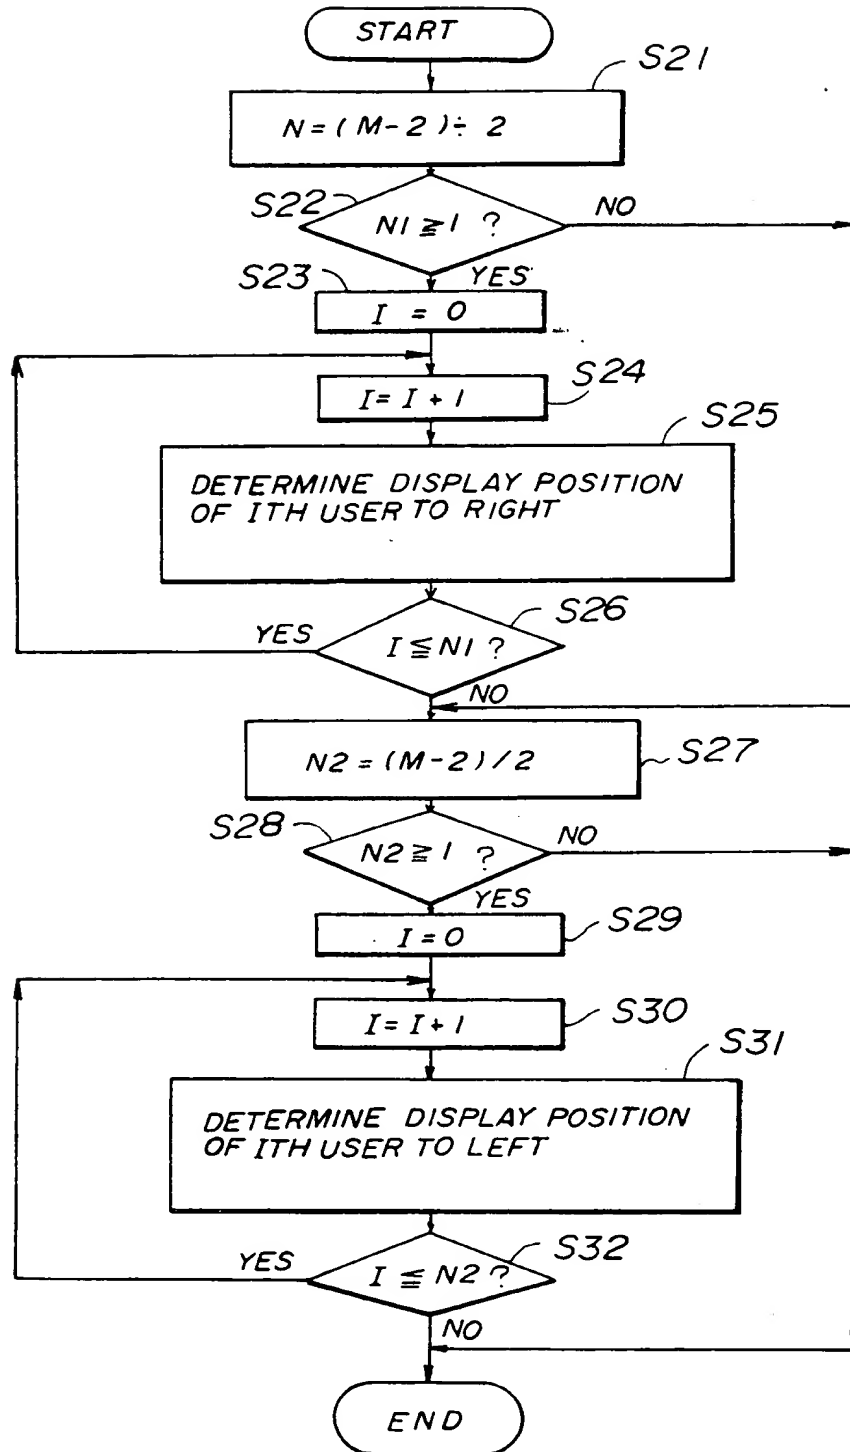 START
S21
N = (M-2) ÷ 2
S22
N1 ≧ 1 ?
NO
S23
YES
I = 0
S24
I = I + 1
S25
DETERMINE DISPLAY POSITION
OF ITH USER TO RIGHT
S26
YES
I ≦ N1 ?
NO
N2 = (M-2) / 2
S27
S28
N2 ≧ 1 ?
NO
YES
I = 0
S29
I = I + 1
S30
S31
DETERMINE DISPLAY POSITION
OF ITH USER TO LEFT
S32
YES
I ≦ N2 ?
NO
END